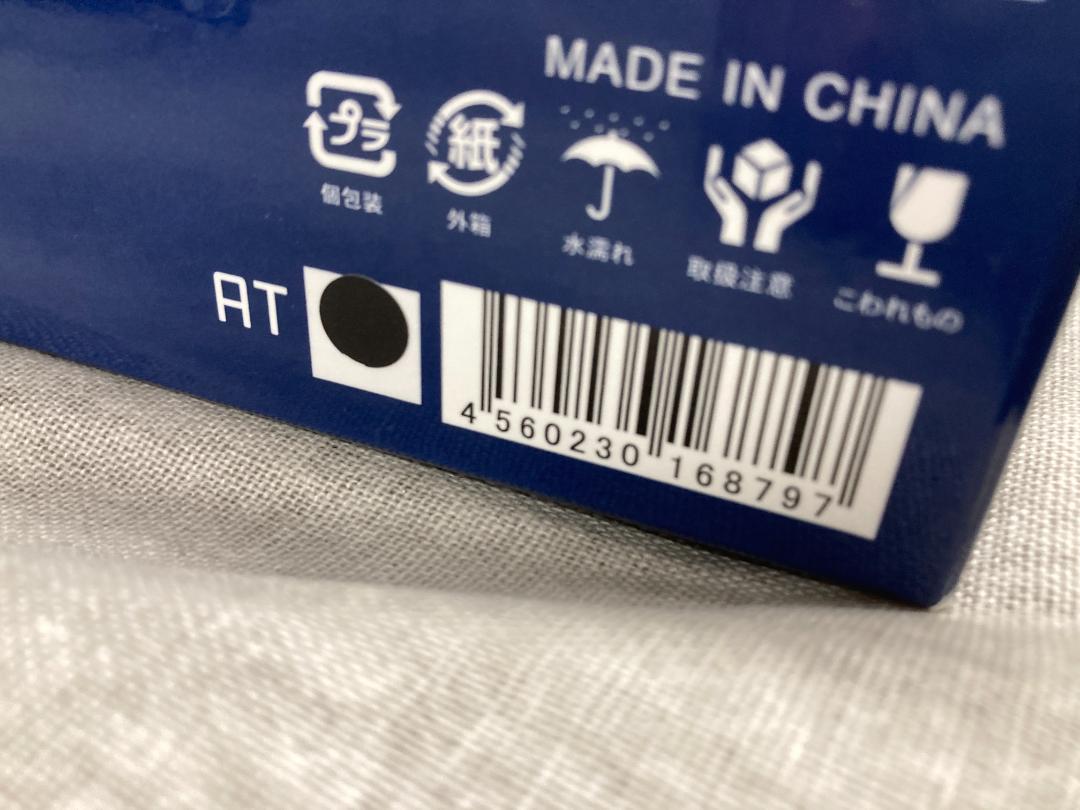 MADE IN CHINA
プラ
紙
個包装
外箱
水濡れ
取扱注意
こわれもの
AT
4 560230 168797